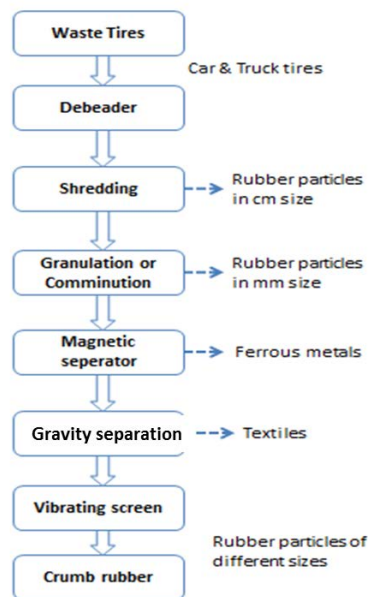 Waste Tires
Car & Truck tires
Debeader
Shredding
Rubber particles
in cm size
Granulation or
Comminution
Rubber particles
in mm size
Magnetic
seperator
Ferrous metals
Gravity separation
Textiles
Vibrating screen
Rubber particles of
different sizes
Crumb rubber